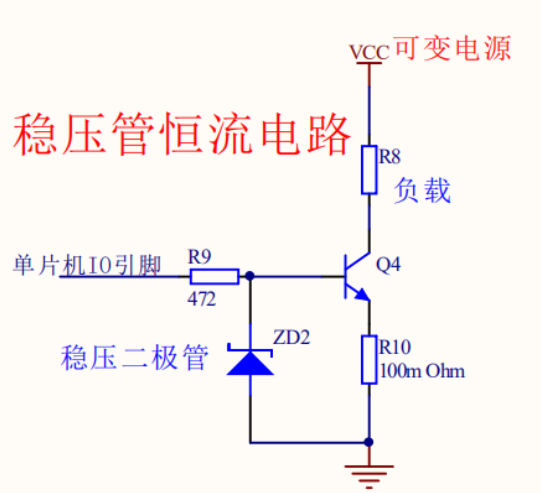 VCC 可变电源
稳压管恒流电路
R8
负载
单片机IO引脚
R9
472
Q4
ZD2
稳压二极管
R10
100m Ohm